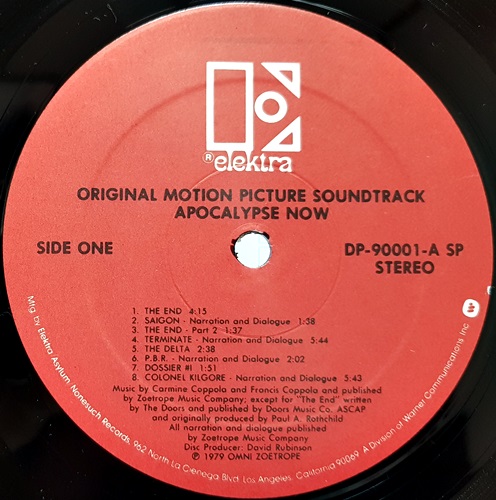 ® elektra
ORIGINAL MOTION PICTURE SOUNDTRACK
APOCALYPSE NOW
SIDE ONE
DP-90001-A SP
STEREO
1. THE END 4:15
2. SAIGON - Narration and Dialogue 1:38
3. THE END - Part 2 1:37
4. TERMINATE - Narration and Dialogue 5:44
5. THE DELTA 2:38
6. P.B.R. - Narration and Dialogue 2:02
7. DOSSIER #1 1:51
8. COLONEL KILGORE - Narration and Dialogue 5:43
Music by Carmine Coppola and Francis Coppola and published
by Zoetrope Music Company; except for "The End" written
by The Doors and published by Doors Music Co. ASCAP
and originally produced by Paul A. Rothchild
All narration and dialogue published
by Zoetrope Music Company
Disc Producer: David Rubinson
℗ 1979 OMNI ZOETROPE
Mfg. by Elektra/Asylum/Nonesuch Records, 962 North La Cienega Blvd. Los Angeles, California 90069. A Division of Warner Communications Inc.